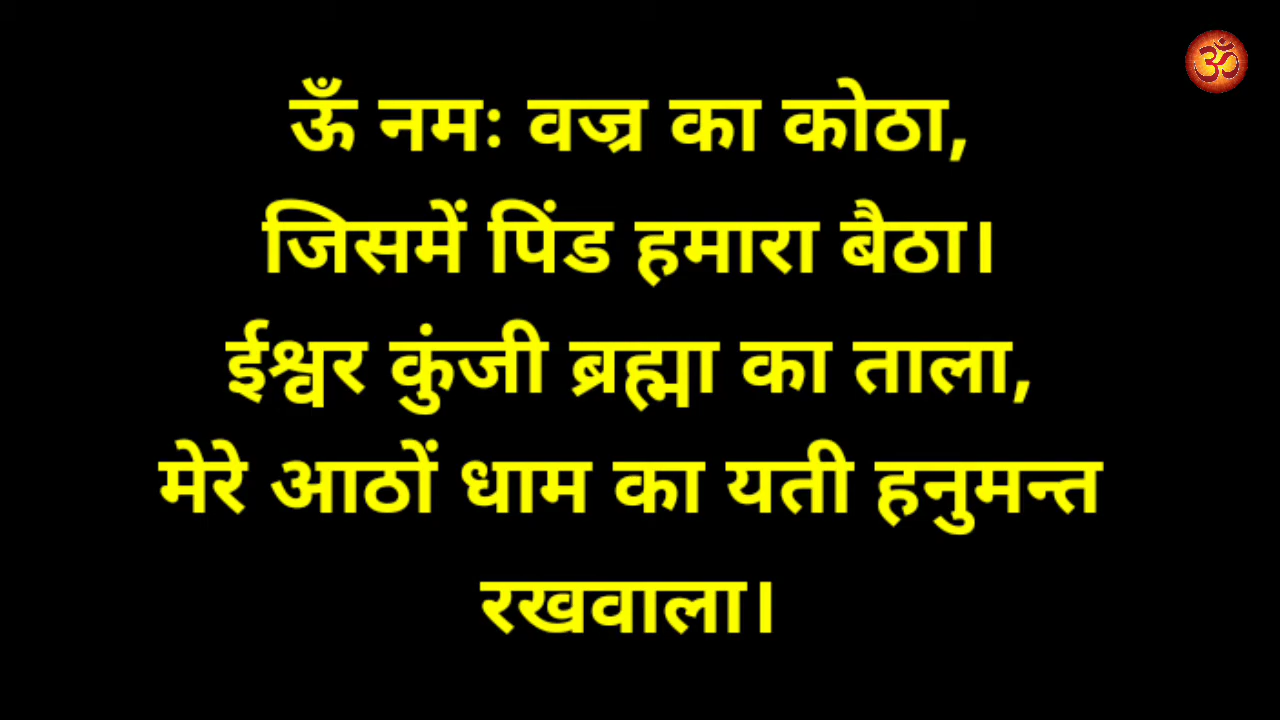 ॐ
ऊँ नमः वज्र का कोठा,
जिसमें पिंड हमारा बैठा।
ईश्वर कुंजी ब्रह्मा का ताला,
मेरे आठों धाम का यती हनुमन्त
रखवाला।